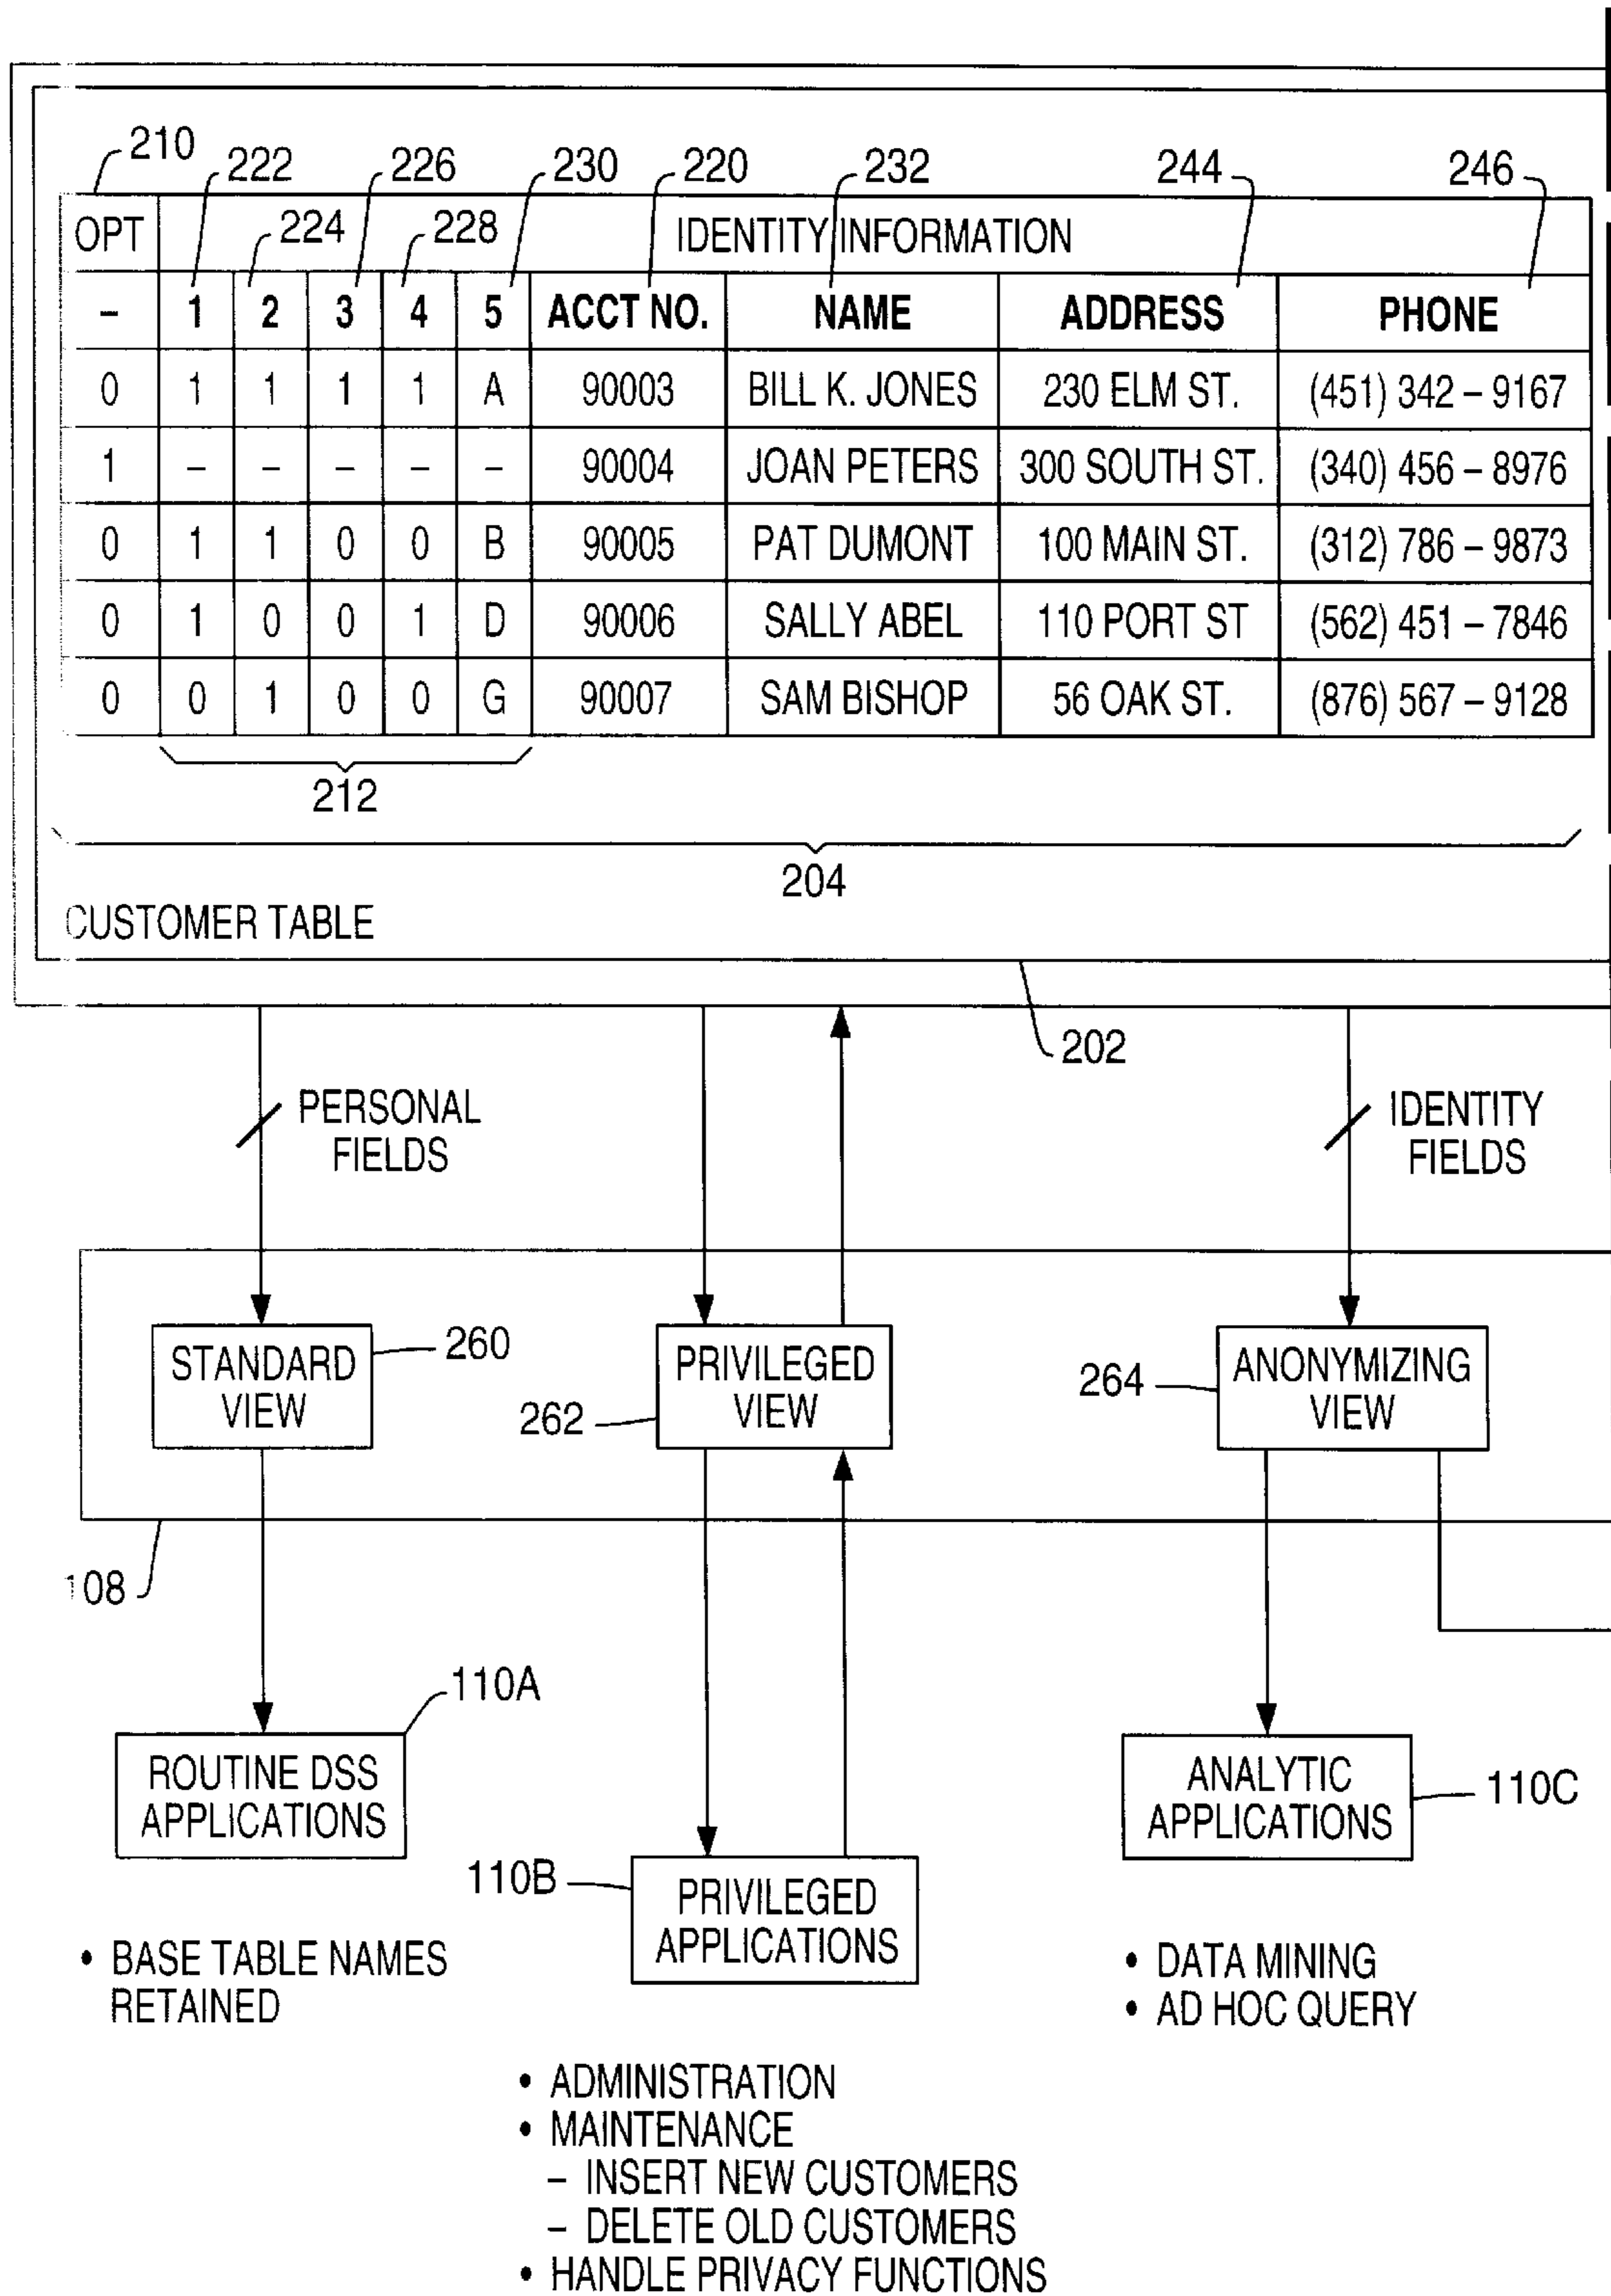 210 222 226 230 220 232 244 246
OPT 224 228 IDENTITY INFORMATION
– 1 2 3 4 5 ACCT NO. NAME ADDRESS PHONE
0 1 1 1 1 A 90003 BILL K. JONES 230 ELM ST. (451) 342 – 9167
1 – – – – – 90004 JOAN PETERS 300 SOUTH ST. (340) 456 – 8976
0 1 1 0 0 B 90005 PAT DUMONT 100 MAIN ST. (312) 786 – 9873
0 1 0 0 1 D 90006 SALLY ABEL 110 PORT ST (562) 451 – 7846
0 0 1 0 0 G 90007 SAM BISHOP 56 OAK ST. (876) 567 – 9128
212
204
CUSTOMER TABLE
202
PERSONAL
FIELDS
IDENTITY
FIELDS
STANDARD
VIEW
260
PRIVILEGED
VIEW
262
ANONYMIZING
VIEW
264
108
110A
ROUTINE DSS
APPLICATIONS
110B
PRIVILEGED
APPLICATIONS
ANALYTIC
APPLICATIONS
110C
• BASE TABLE NAMES
RETAINED
• DATA MINING
• AD HOC QUERY
• ADMINISTRATION
• MAINTENANCE
– INSERT NEW CUSTOMERS
– DELETE OLD CUSTOMERS
• HANDLE PRIVACY FUNCTIONS